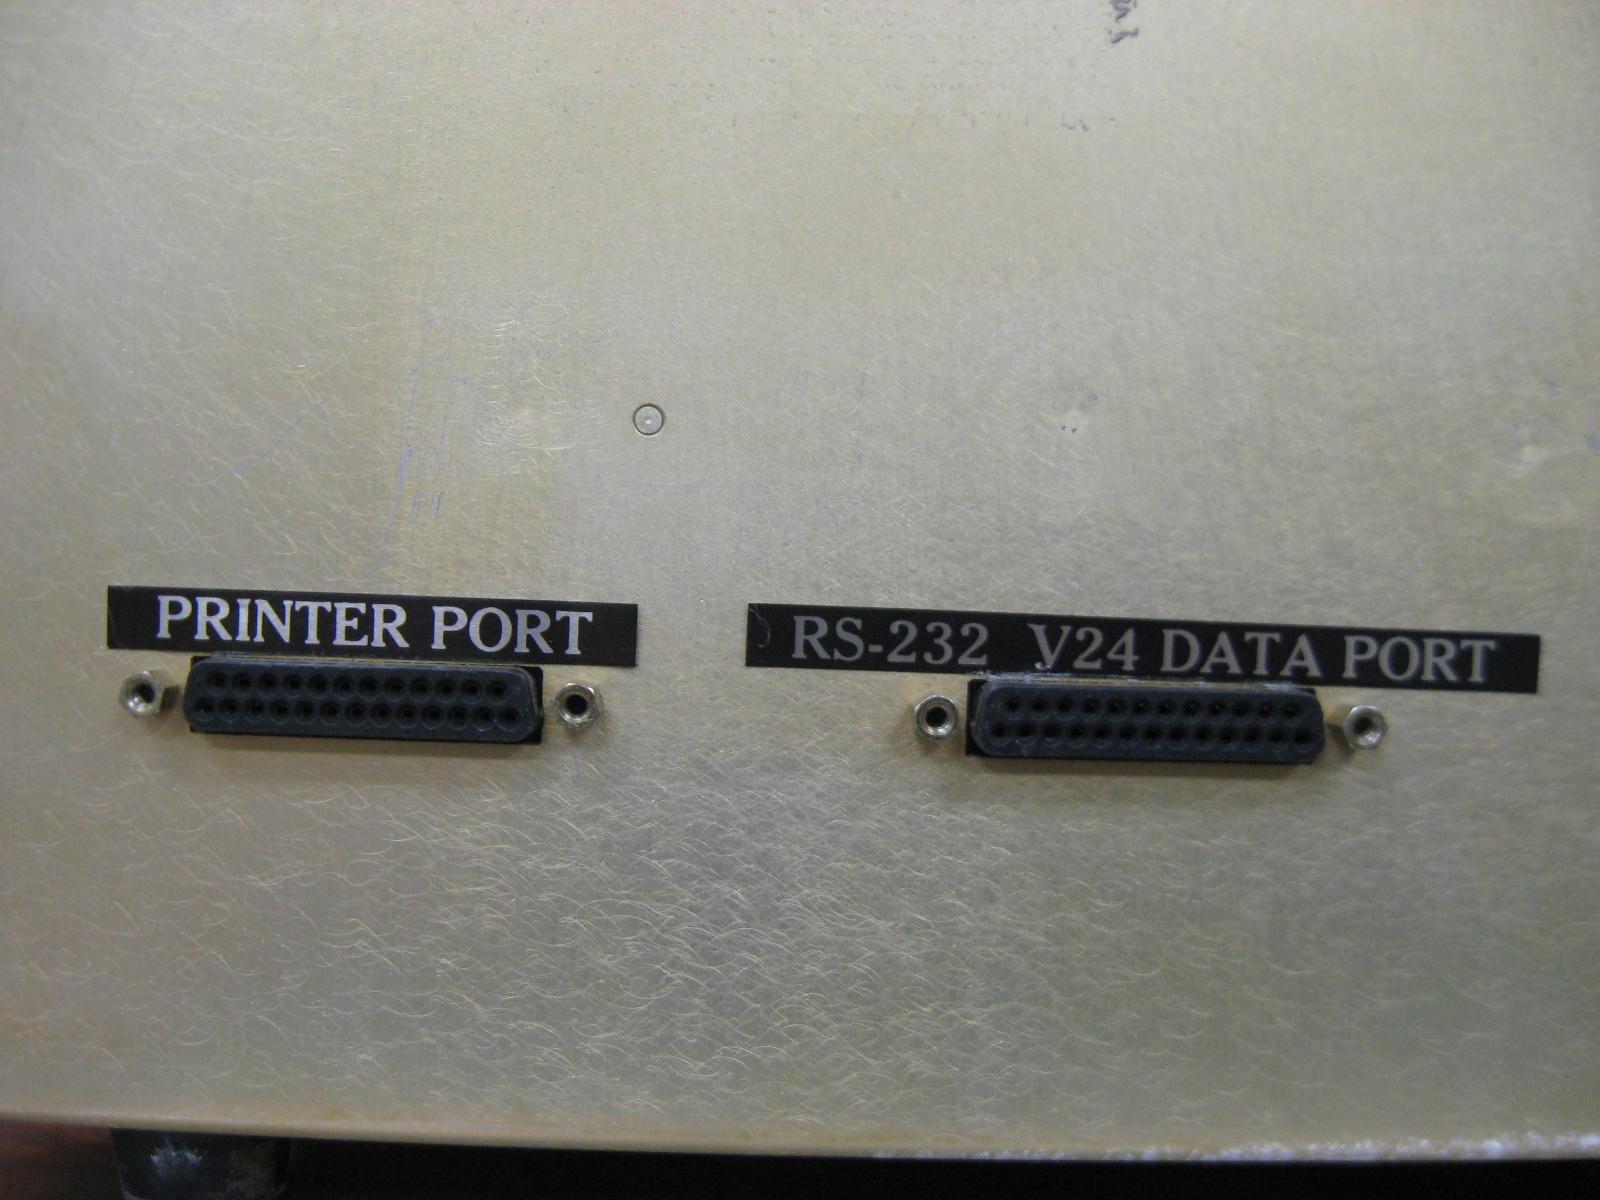 PRINTER PORT
RS-232 V24 DATA PORT